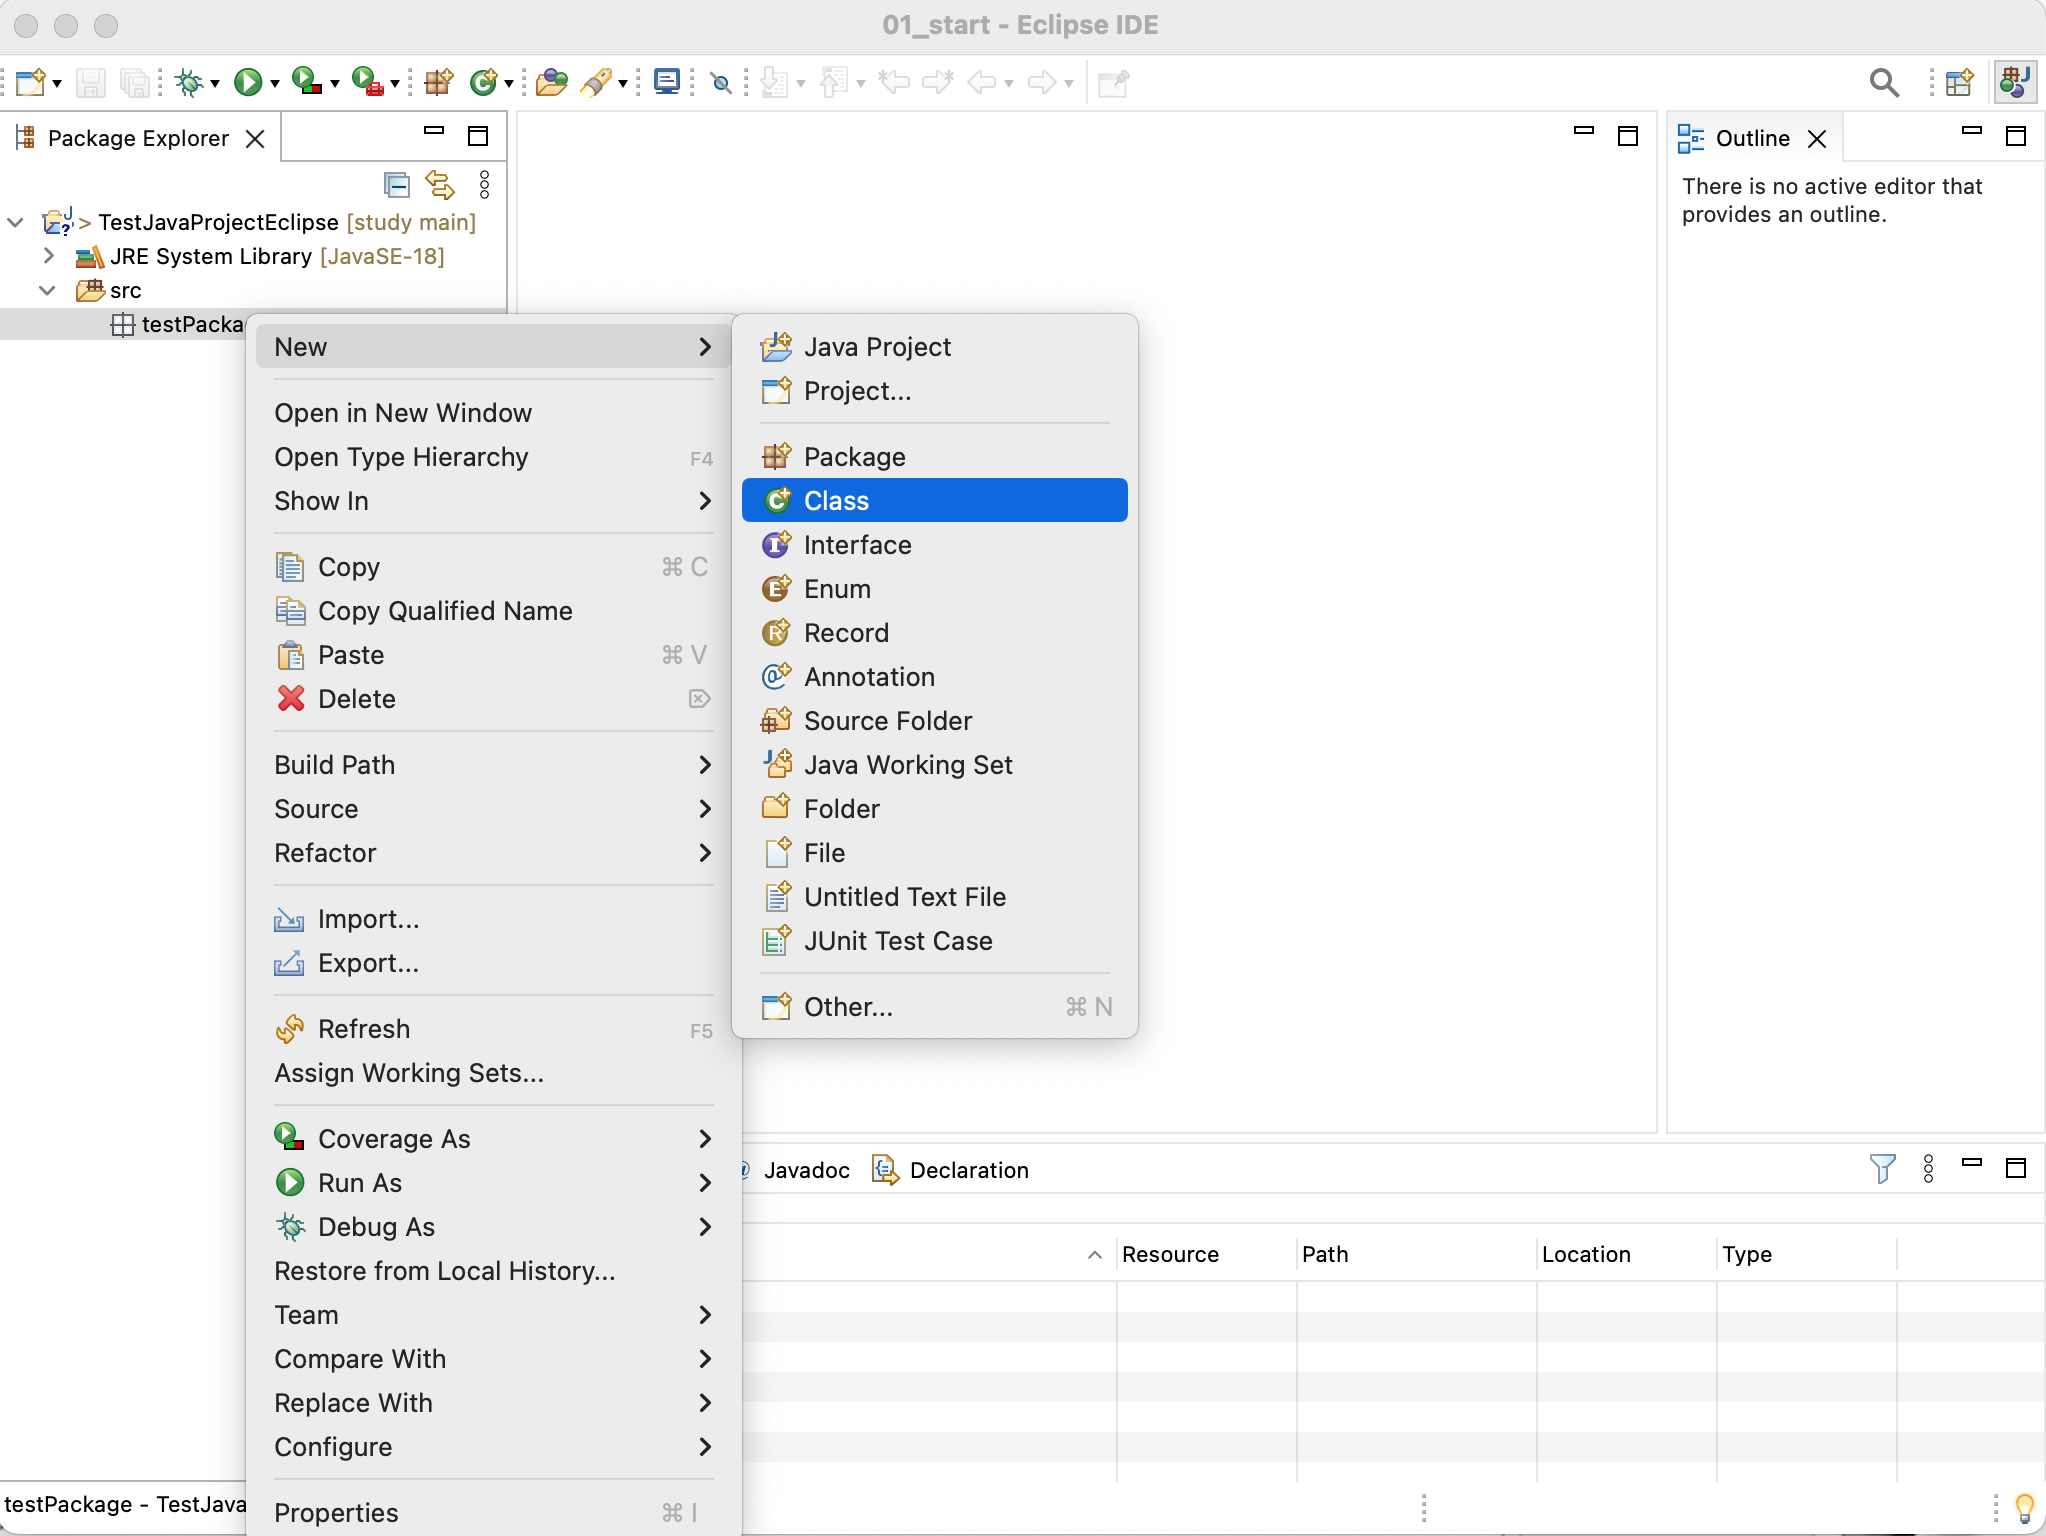 01_start - Eclipse IDE
Package Explorer
Outline
There is no active editor that
provides an outline.
> TestJavaProjectEclipse [study main]
JRE System Library [JavaSE-18]
src
testPacka
New
Open in New Window
Open Type Hierarchy F4
Show In
Copy ⌘ C
Copy Qualified Name
Paste ⌘ V
Delete
Build Path
Source
Refactor
Import...
Export...
Refresh F5
Assign Working Sets...
Coverage As
Run As
Debug As
Restore from Local History...
Team
Compare With
Replace With
Configure
Properties ⌘ I
Java Project
Project...
Package
Class
Interface
Enum
Record
Annotation
Source Folder
Java Working Set
Folder
File
Untitled Text File
JUnit Test Case
Other... ⌘ N
Javadoc Declaration
Resource Path Location Type
testPackage - TestJava